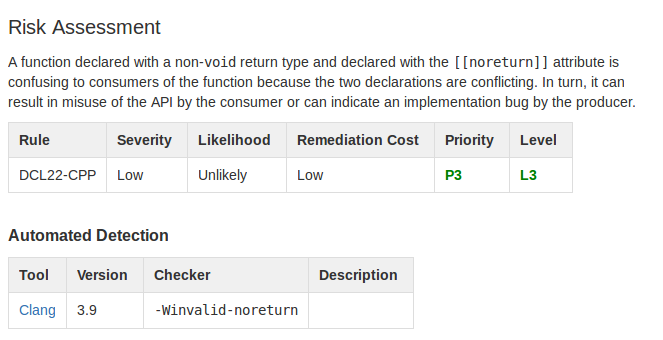 Risk Assessment
A function declared with a non-void return type and declared with the [[noreturn]] attribute is
confusing to consumers of the function because the two declarations are conflicting. In turn, it can
result in misuse of the API by the consumer or can indicate an implementation bug by the producer.
Rule Severity Likelihood Remediation Cost Priority Level
DCL22-CPP Low Unlikely Low P3 L3
Automated Detection
Tool Version Checker Description
Clang 3.9 -Winvalid-noreturn